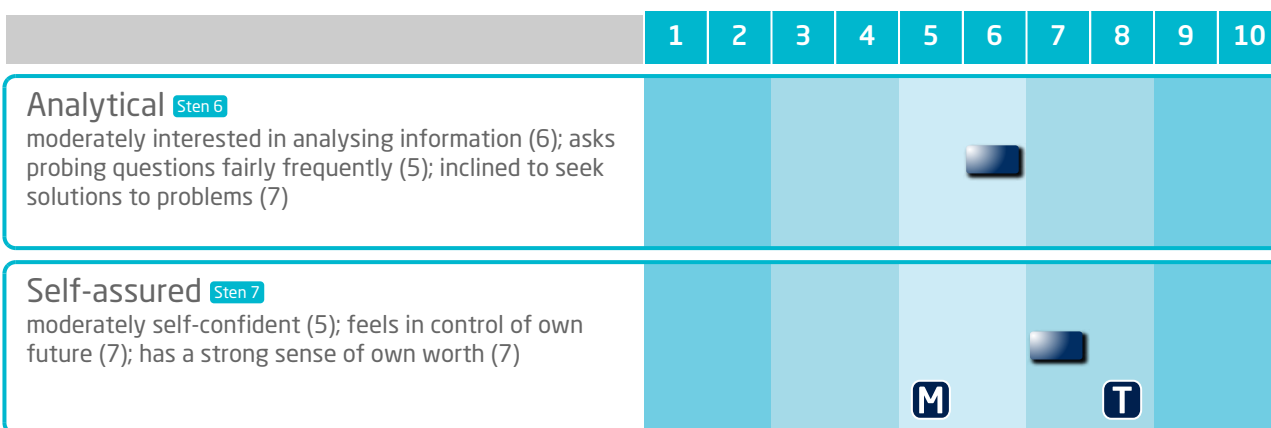 1 2 3 4 5 6 7 8 9 10
Analytical Sten 6
moderately interested in analysing information (6); asks
probing questions fairly frequently (5); inclined to seek
solutions to problems (7)
Self-assured Sten 7
moderately self-confident (5); feels in control of own
future (7); has a strong sense of own worth (7)
M T